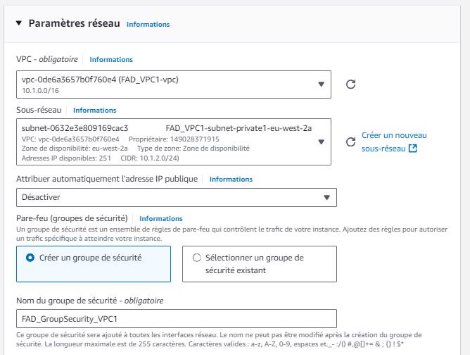 Paramètres réseau Informations
VPC - obligatoire Informations
vpc-0de6a3657b0f760e4 (FAD_VPC1-vpc)
10.1.0.0/16
Sous-réseau Informations
subnet-0632e3e809169cac3 FAD_VPC1-subnet-private1-eu-west-2a
VPC: vpc-0de6a3657b0f760e4 Propriétaire: 149028371915
Zone de disponibilité: eu-west-2a Type de zone: Zone de disponibilité
Adresses IP disponibles: 251 CIDR: 10.1.2.0/24)
Créer un nouveau
sous-réseau
Attribuer automatiquement l'adresse IP publique Informations
Désactiver
Pare-feu (groupes de sécurité) Informations
Un groupe de sécurité est un ensemble de règles de pare-feu qui contrôlent le trafic de votre instance. Ajoutez des règles pour autoriser
un trafic spécifique à atteindre votre instance.
Créer un groupe de sécurité
Sélectionner un groupe de
sécurité existant
Nom du groupe de sécurité - obligatoire
FAD_GroupSecurity_VPC1
Ce groupe de sécurité sera ajouté à toutes les interfaces réseau. Le nom ne peut pas être modifié après la création du groupe de
sécurité. La longueur maximale est de 255 caractères. Caractères valides : a-z, A-Z, 0-9, espaces et._-:/() #,@[]+= & ; {} ! $*